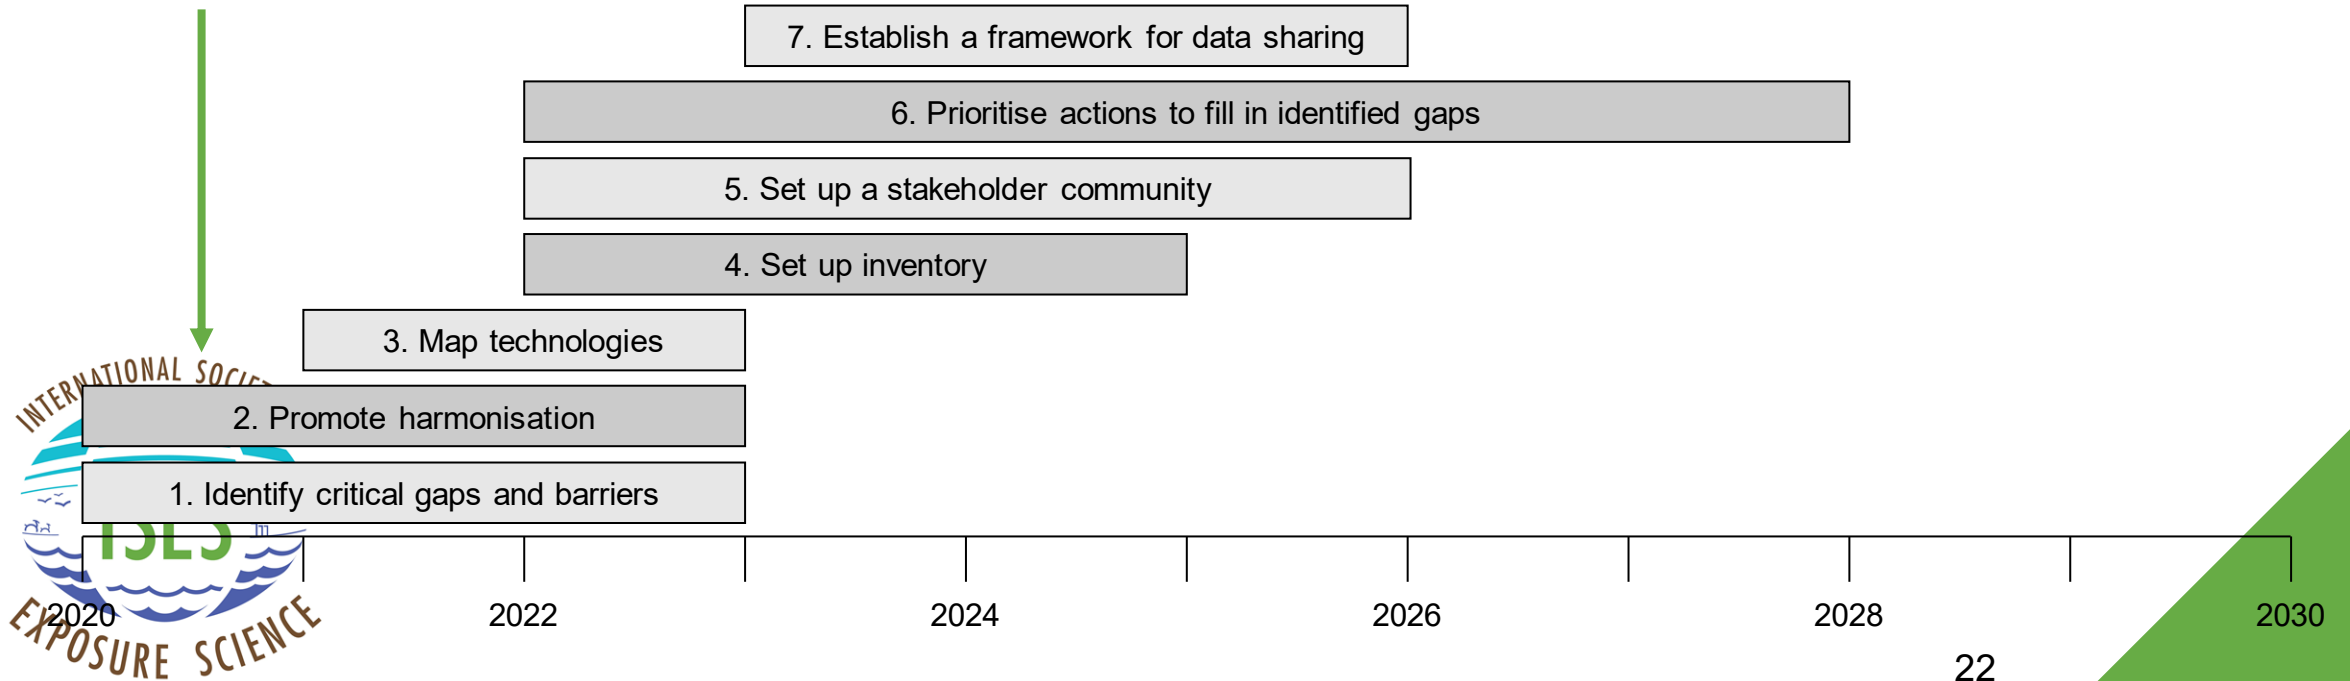 7. Establish a framework for data sharing
6. Prioritise actions to fill in identified gaps
5. Set up a stakeholder community
4. Set up inventory
3. Map technologies
INTERNATIONAL
2. Promote harmonisation
1. Identify critical gaps and barriers
ISES
2020 2022 2024 2026 2028 2030
EXPOSURE SCIENCE
22